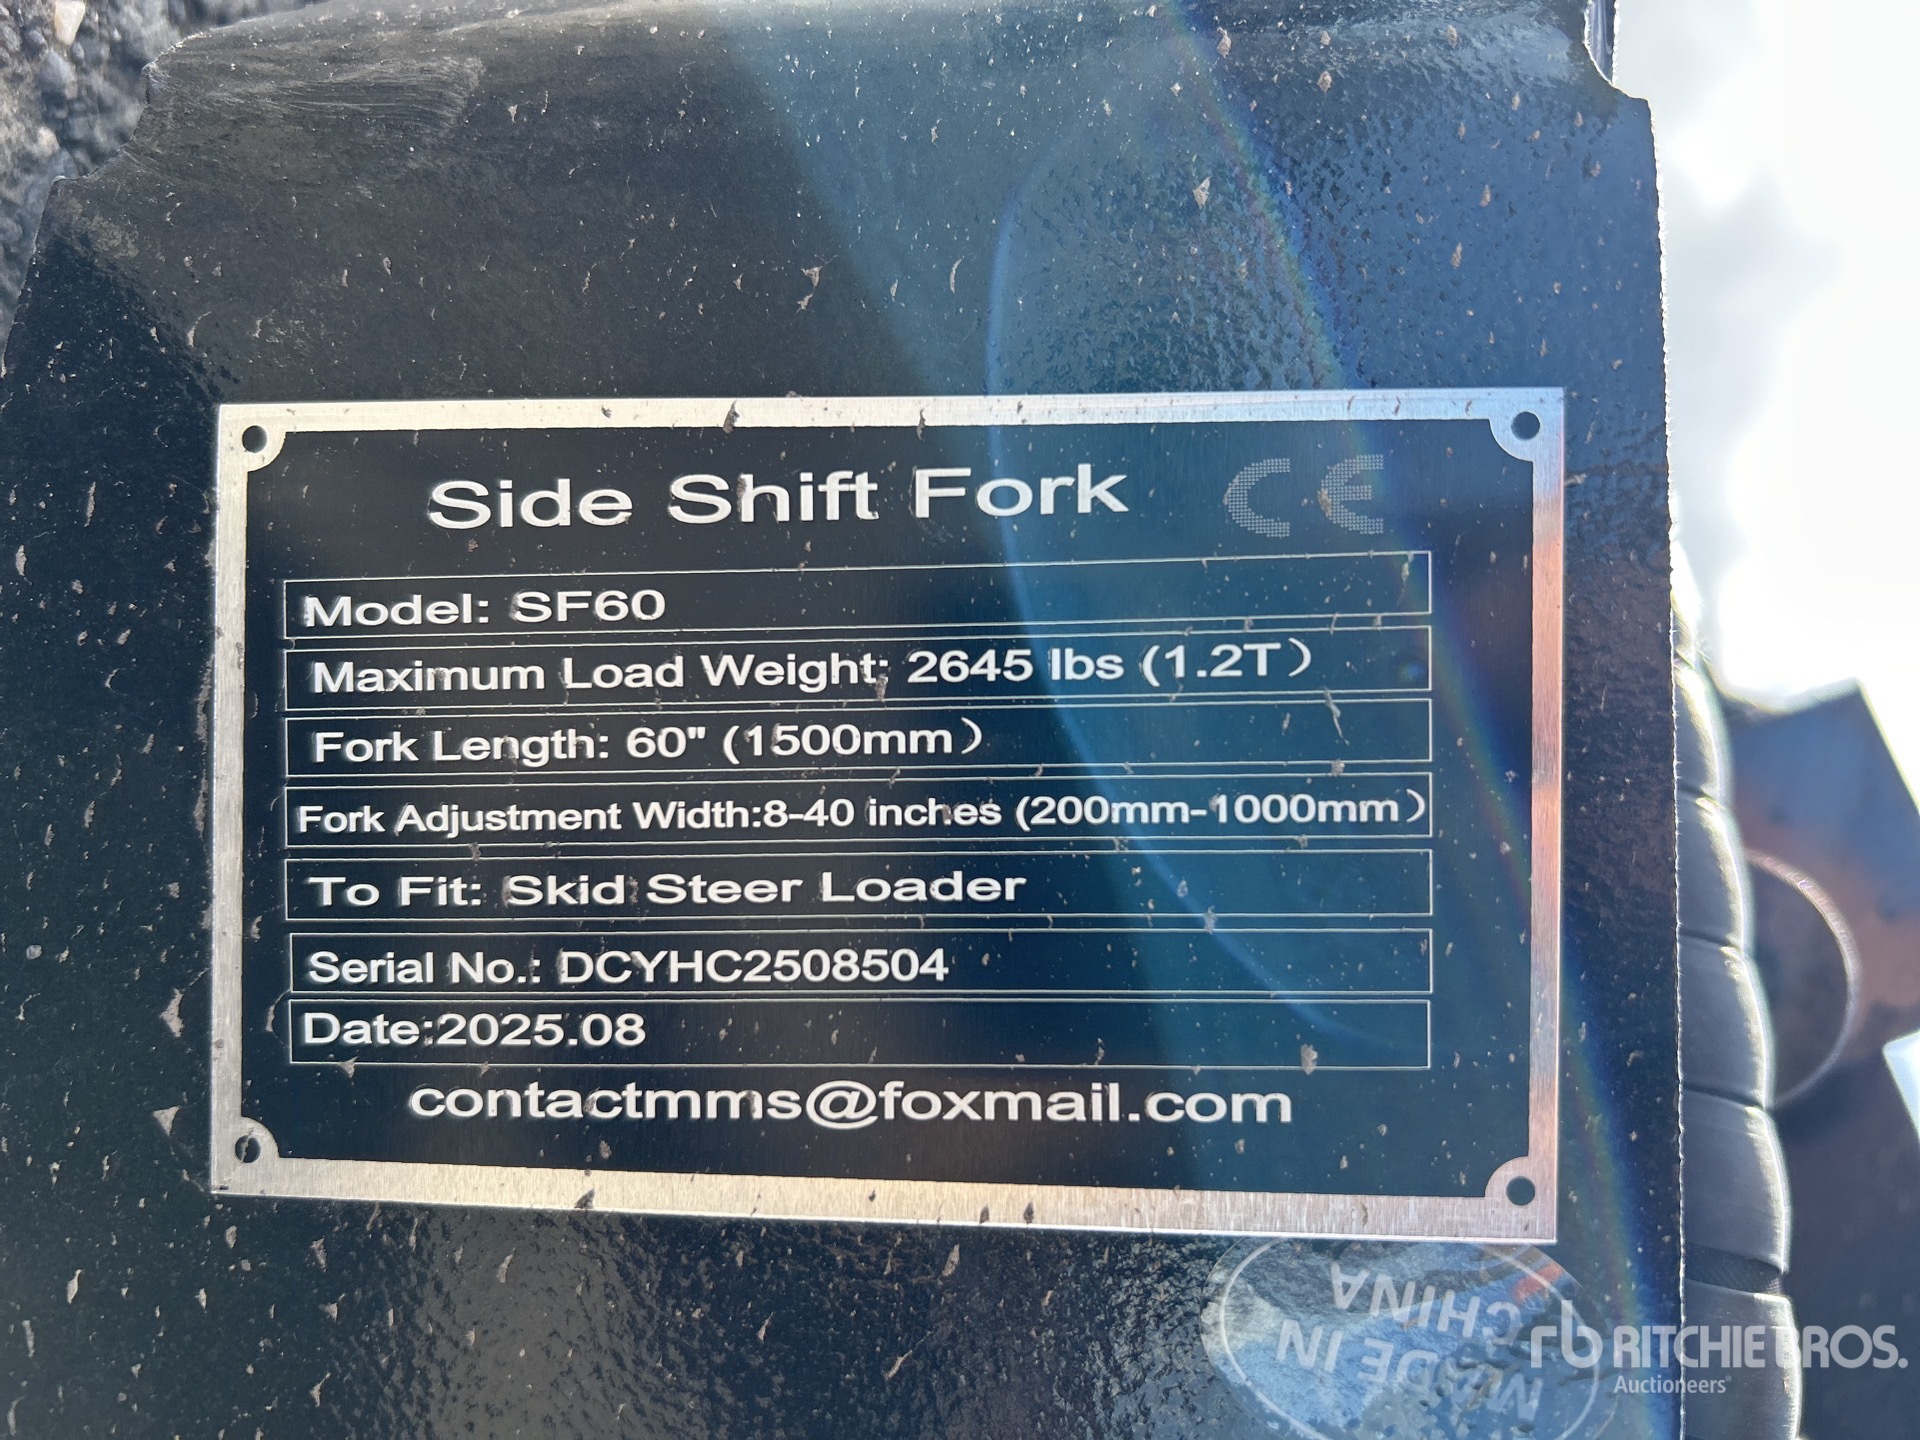 Side Shift Fork CE
Model: SF60
Maximum Load Weight: 2645 lbs (1.2T)
Fork Length: 60" (1500mm)
Fork Adjustment Width:8-40 inches (200mm-1000mm)
To Fit: Skid Steer Loader
Serial No.: DCYHC2508504
Date:2025.08
contactmms@foxmail.com
MADE IN
CHINA
rb RITCHIE BROS.
Auctioneers